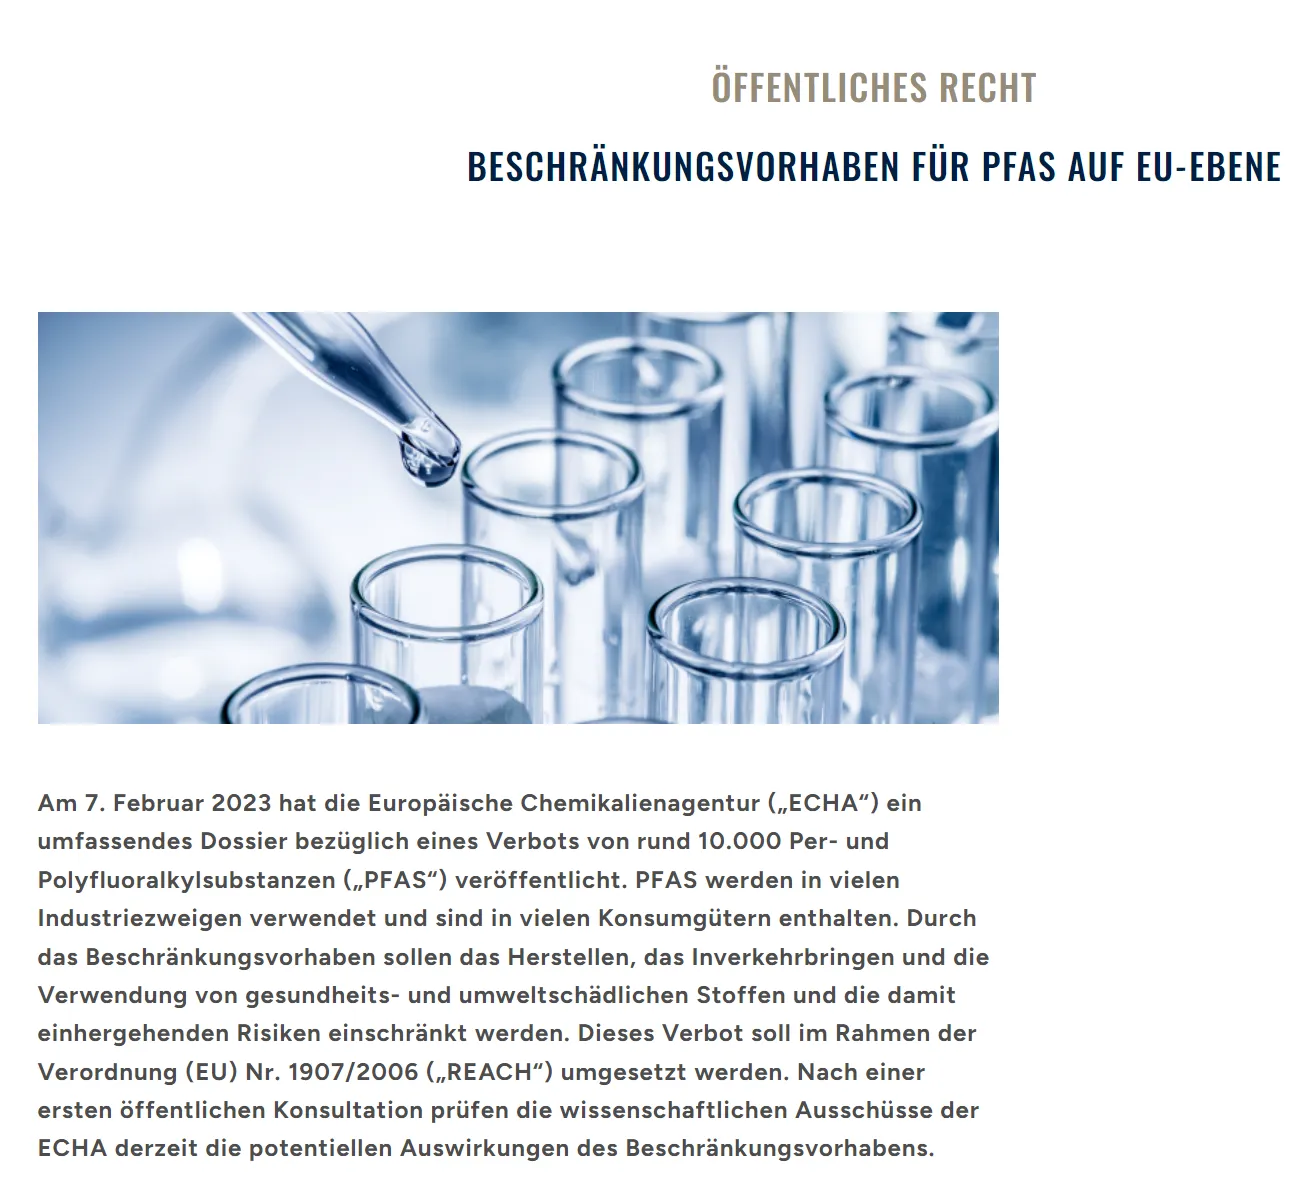 ÖFFENTLICHES RECHT
BESCHRÄNKUNGSVORHABEN FÜR PFAS AUF EU-EBENE
Am 7. Februar 2023 hat die Europäische Chemikalienagentur („ECHA“) ein
umfassendes Dossier bezüglich eines Verbots von rund 10.000 Per- und
Polyfluoralkylsubstanzen („PFAS“) veröffentlicht. PFAS werden in vielen
Industriezweigen verwendet und sind in vielen Konsumgütern enthalten. Durch
das Beschränkungsvorhaben sollen das Herstellen, das Inverkehrbringen und die
Verwendung von gesundheits- und umweltschädlichen Stoffen und die damit
einhergehenden Risiken einschränkt werden. Dieses Verbot soll im Rahmen der
Verordnung (EU) Nr. 1907/2006 („REACH“) umgesetzt werden. Nach einer
ersten öffentlichen Konsultation prüfen die wissenschaftlichen Ausschüsse der
ECHA derzeit die potentiellen Auswirkungen des Beschränkungsvorhabens.